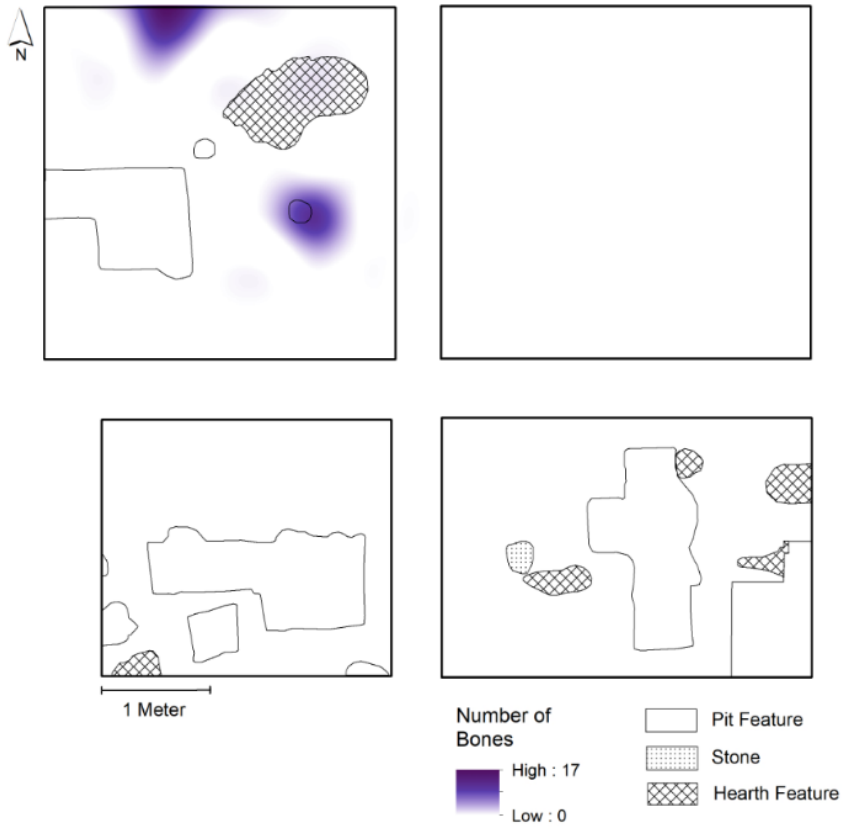 N
1 Meter
Number of
Bones
High : 17
Low : 0
Pit Feature
Stone
Hearth Feature